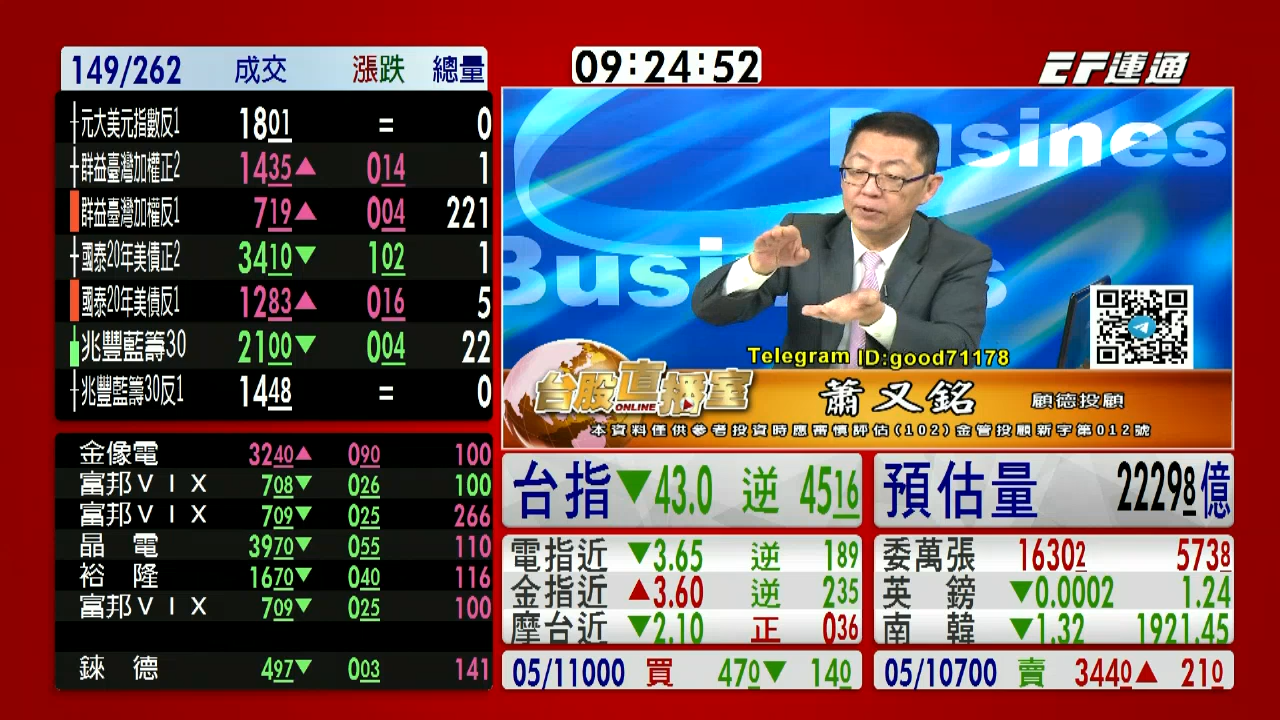 149/262 成交 漲跌 總量
元大美元指數反1 1801 = 0
群益臺灣加權正2 1435▲ 014 1
群益臺灣加權反1 719▲ 004 221
國泰20年美債正2 3410▼ 102 1
國泰20年美債反1 1283▲ 016 5
兆豐藍籌30 2100▼ 004 22
兆豐藍籌30反1 1448 = 0
金像電 3240▲ 090 100
富邦VIX 708▼ 026 100
富邦VIX 709▼ 025 266
晶電 3970▼ 055 110
裕隆 1670▼ 040 116
富邦VIX 709▼ 025 100
錸德 497▼ 003 141
09:24:52
EF運通
Business
Business
Telegram ID:good71178
台股直播室
ONLINE
蕭又銘 顧德投顧
本資料僅供參考投資時應審慎評估(102)金管投顧新字第012號
台指▼43.0 逆 4516
預估量 22298億
電指近 ▼3.65 逆 189
金指近 ▲3.60 逆 235
摩台近 ▼2.10 正 036
委萬張 16302 5738
英鎊 ▼0.0002 1.24
南韓 ▼1.32 1921.45
05/11000 買 470▼ 140
05/10700 賣 3440▲ 210